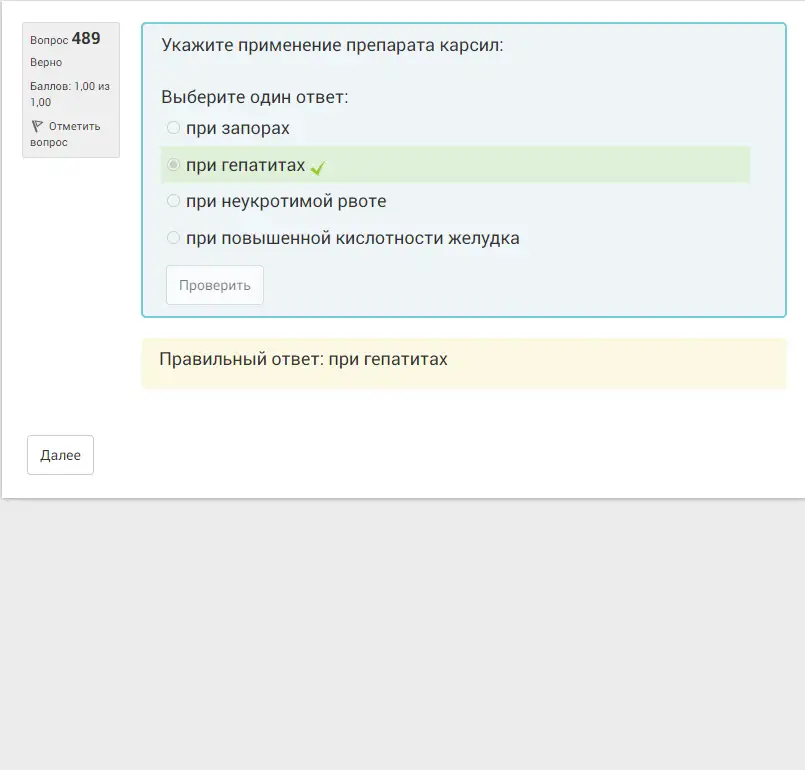 Вопрос 489
Верно
Баллов: 1,00 из
1,00
Отметить
вопрос
Укажите применение препарата карсил:
Выберите один ответ:
при запорах
при гепатитах
при неукротимой рвоте
при повышенной кислотности желудка
Проверить
Правильный ответ: при гепатитах
Далее